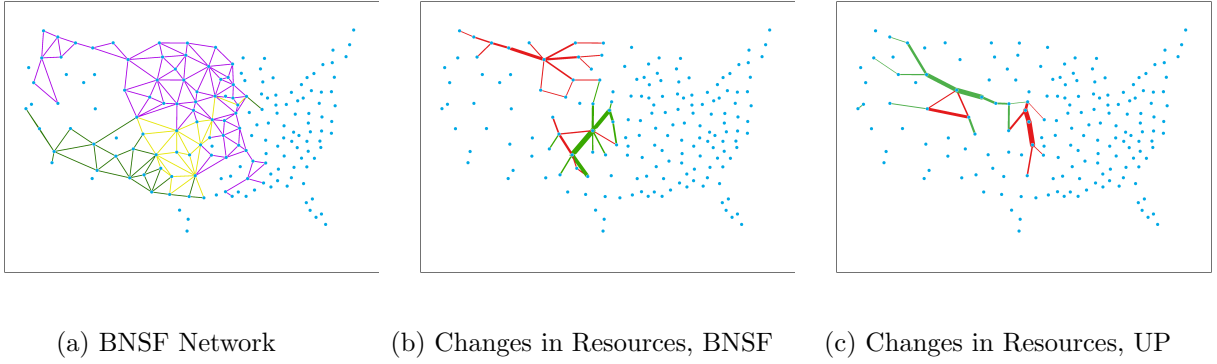 (a) BNSF Network
(b) Changes in Resources, BNSF
(c) Changes in Resources, UP